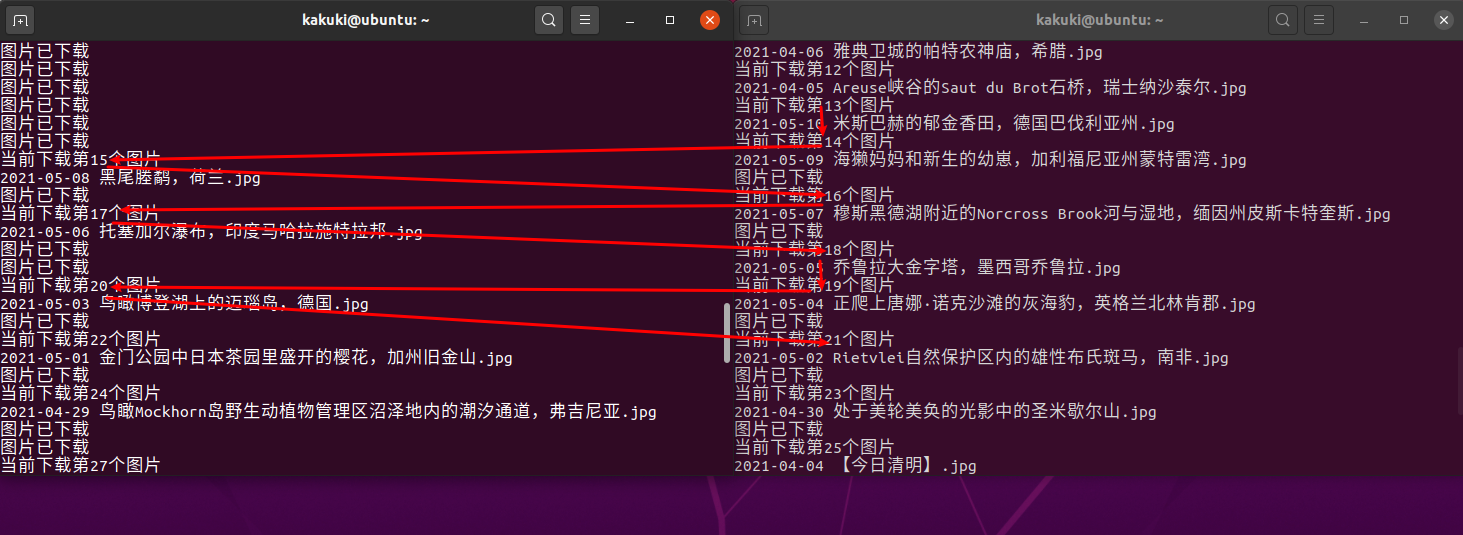 kakuki@ubuntu: ~
图片已下载
图片已下载
图片已下载
图片已下载
图片已下载
图片已下载
当前下载第15个图片
2021-05-08 黑尾塍鹬，荷兰.jpg
图片已下载
当前下载第17个图片
2021-05-06 托塞加尔瀑布，印度马哈拉施特拉邦.jpg
图片已下载
图片已下载
当前下载第20个图片
2021-05-03 鸟瞰博登湖上的迈瑙岛，德国.jpg
图片已下载
当前下载第22个图片
2021-05-01 金门公园中日本茶园里盛开的樱花，加州旧金山.jpg
图片已下载
当前下载第24个图片
2021-04-29 鸟瞰Mockhorn岛野生动植物管理区沼泽地内的潮汐通道，弗吉尼亚.jpg
图片已下载
图片已下载
当前下载第27个图片
kakuki@ubuntu: ~
2021-04-06 雅典卫城的帕特农神庙，希腊.jpg
当前下载第12个图片
2021-04-05 Areuse峡谷的Saut du Brot石桥，瑞士纳沙泰尔.jpg
当前下载第13个图片
2021-05-10 米斯巴赫的郁金香田，德国巴伐利亚州.jpg
当前下载第14个图片
2021-05-09 海獭妈妈和新生的幼崽，加利福尼亚州蒙特雷湾.jpg
图片已下载
当前下载第16个图片
2021-05-07 穆斯黑德湖附近的Norcross Brook河与湿地，缅因州皮斯卡特奎斯.jpg
图片已下载
当前下载第18个图片
2021-05-05 乔鲁拉大金字塔，墨西哥乔鲁拉.jpg
当前下载第19个图片
2021-05-04 正爬上唐娜·诺克沙滩的灰海豹，英格兰北林肯郡.jpg
图片已下载
当前下载第21个图片
2021-05-02 Rietvlei自然保护区内的雄性布氏斑马，南非.jpg
图片已下载
当前下载第23个图片
2021-04-30 处于美轮美奂的光影中的圣米歇尔山.jpg
图片已下载
当前下载第25个图片
2021-04-04 【今日清明】.jpg